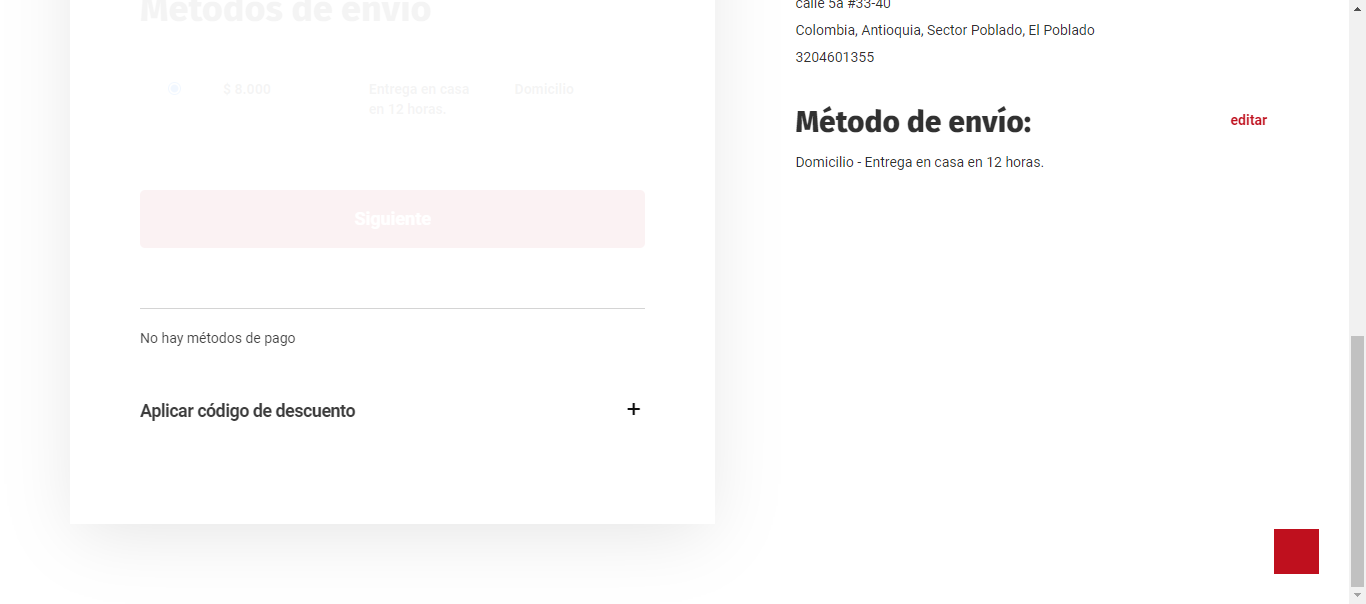 Métodos de envío
$ 8.000
Entrega en casa
en 12 horas.
Domicilio
Siguiente
No hay métodos de pago
Aplicar código de descuento
+
calle 5a #33-40
Colombia, Antioquia, Sector Poblado, El Poblado
3204601355
Método de envío:
editar
Domicilio - Entrega en casa en 12 horas.